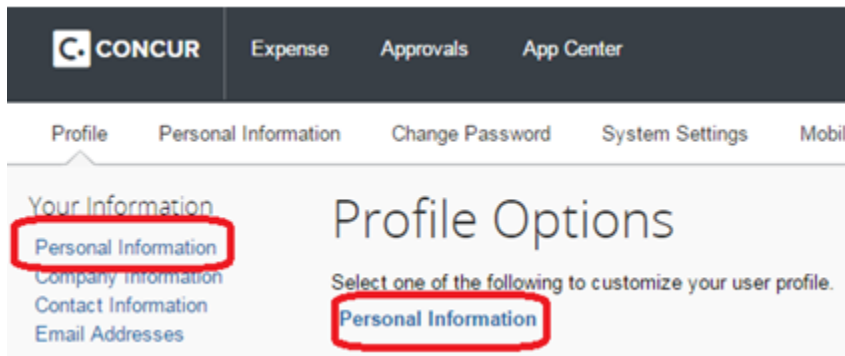 C. CONCUR Expense Approvals App Center
Profile Personal Information Change Password System Settings Mobil
Your Information
Personal Information
Company Information
Contact Information
Email Addresses
Profile Options
Select one of the following to customize your user profile.
Personal Information